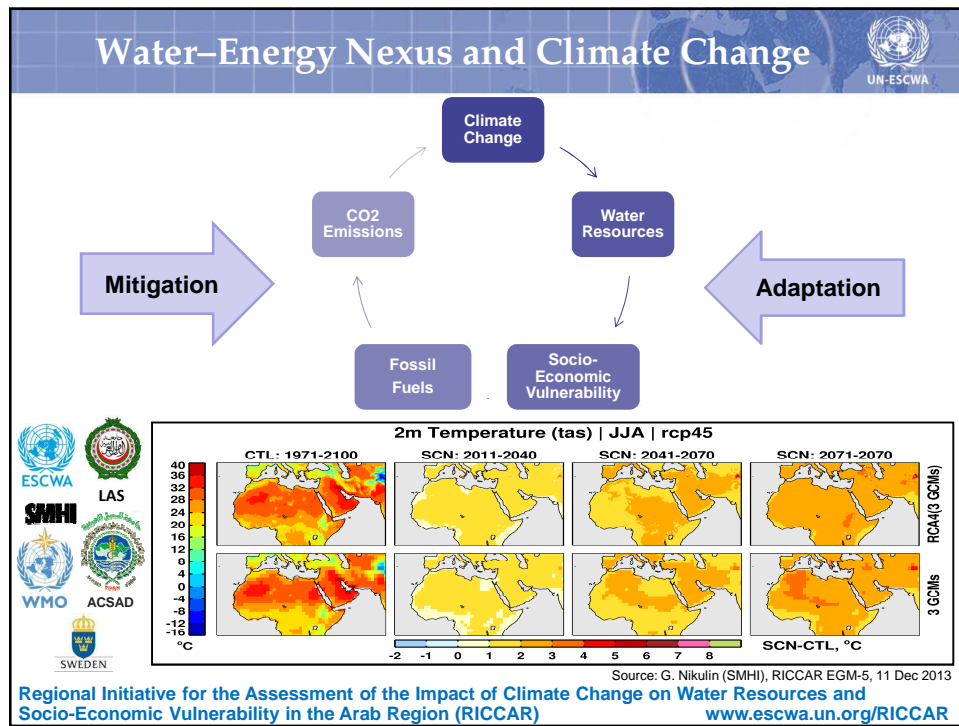 Water–Energy Nexus and Climate Change
UN-ESCWA
Climate
Change
CO2
Emissions
Water
Resources
Mitigation
Adaptation
Fossil
Fuels
Socio-
Economic
Vulnerability
ESCWA
LAS
SMHI
WMO
ACSAD
SWEDEN
2m Temperature (tas) | JJA | rcp45
CTL: 1971-2100
SCN: 2011-2040
SCN: 2041-2070
SCN: 2071-2070
40
36
32
28
24
20
16
12
8
4
0
-4
-8
-12
-16
°C
RCA4(3 GCMs)
3 GCMs
-2 -1 0 1 2 3 4 5 6 7 8
SCN-CTL, °C
Source: G. Nikulin (SMHI), RICCAR EGM-5, 11 Dec 2013
Regional Initiative for the Assessment of the Impact of Climate Change on Water Resources and
Socio-Economic Vulnerability in the Arab Region (RICCAR)
www.escwa.un.org/RICCAR